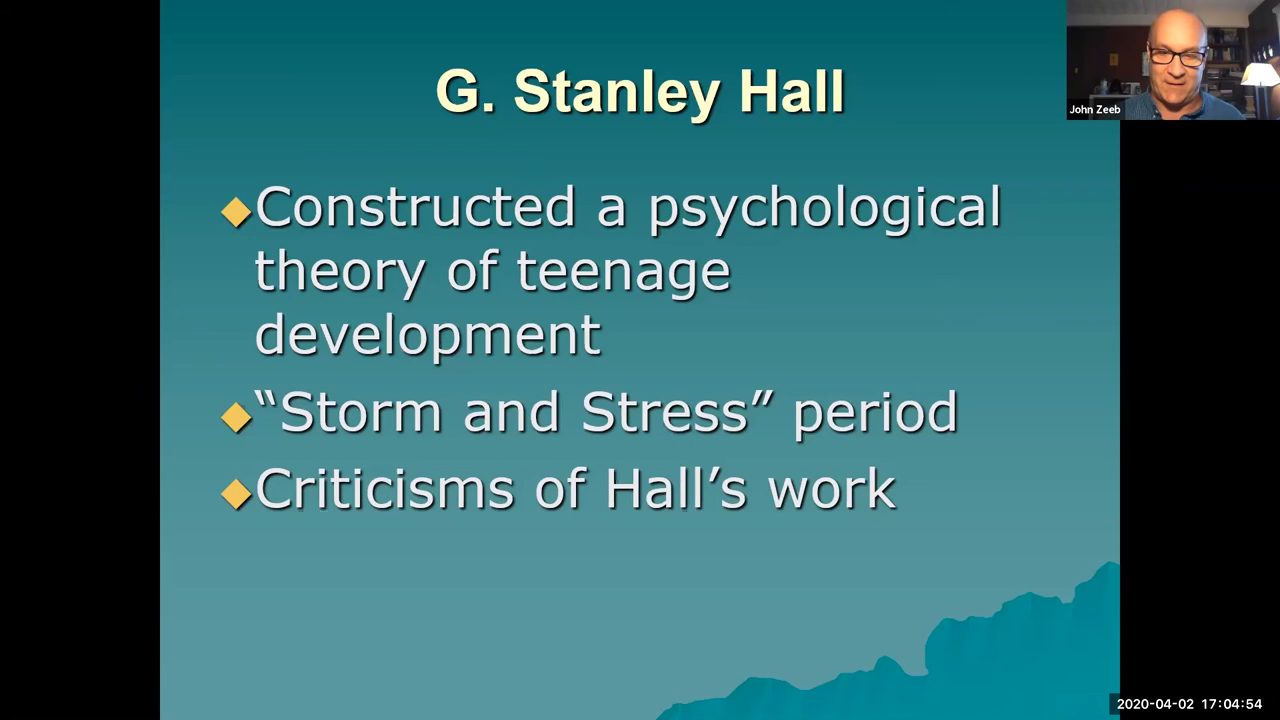 G. Stanley Hall
John Zeeb
Constructed a psychological
theory of teenage
development
“Storm and Stress” period
Criticisms of Hall’s work
2020-04-02 17:04:54